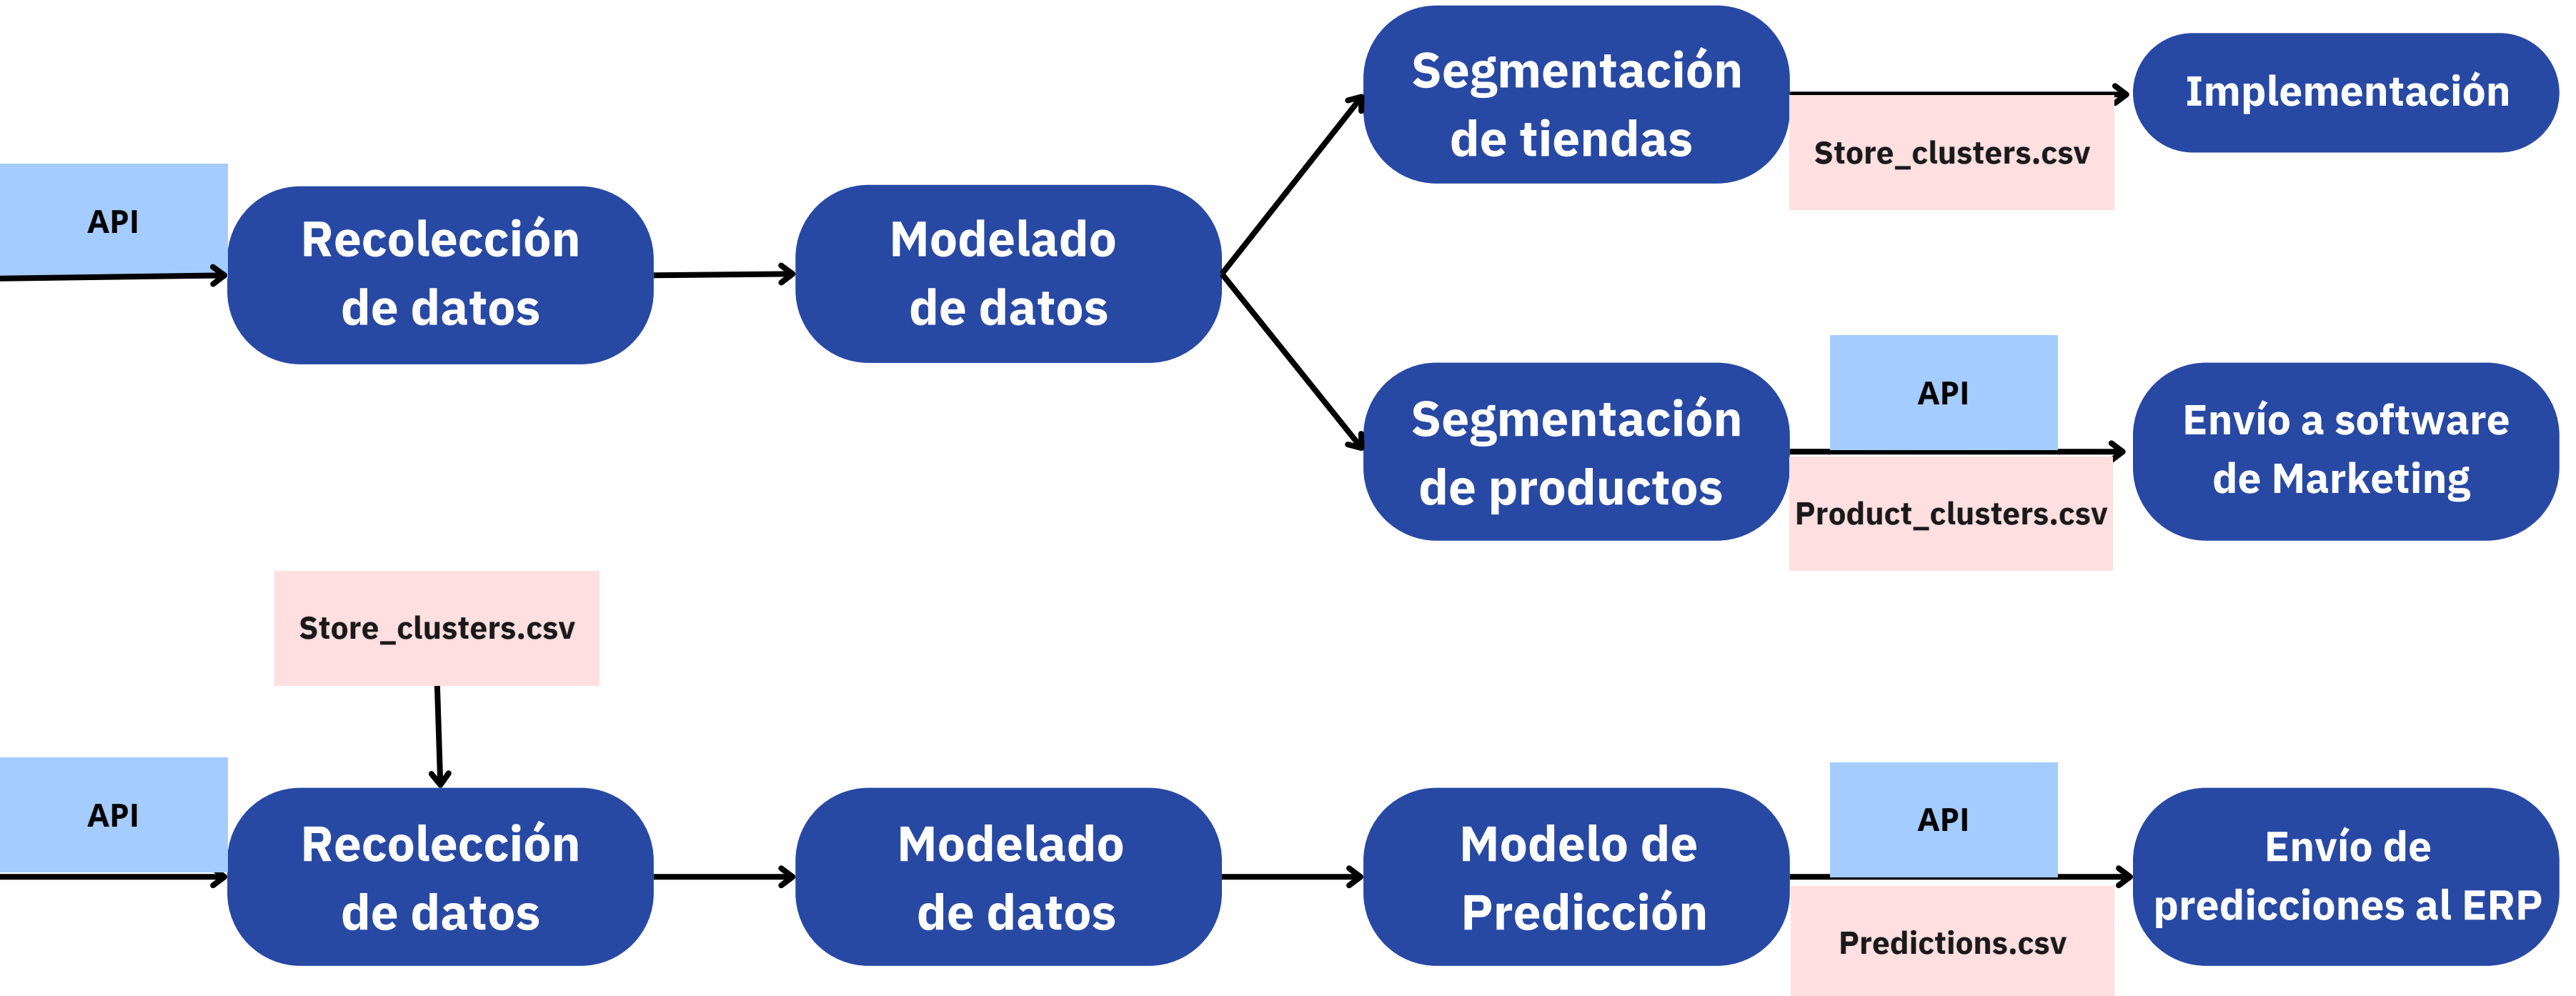 API
Recolección
de datos
Modelado
de datos
Segmentación
de tiendas
Store_clusters.csv
Implementación
Segmentación
de productos
API
Product_clusters.csv
Envío a software
de Marketing
Store_clusters.csv
API
Recolección
de datos
Modelado
de datos
Modelo de
Predicción
API
Predictions.csv
Envío de
predicciones al ERP